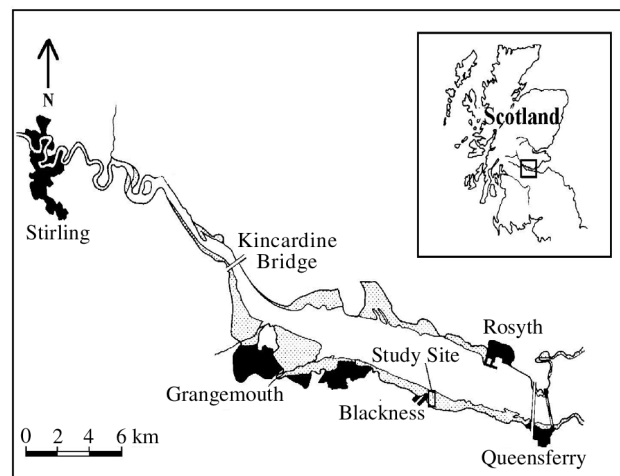 N
Scotland
Stirling
Kincardine
Bridge
Rosyth
Study Site
Grangemouth
Blackness
Queensferry
0 2 4 6 km